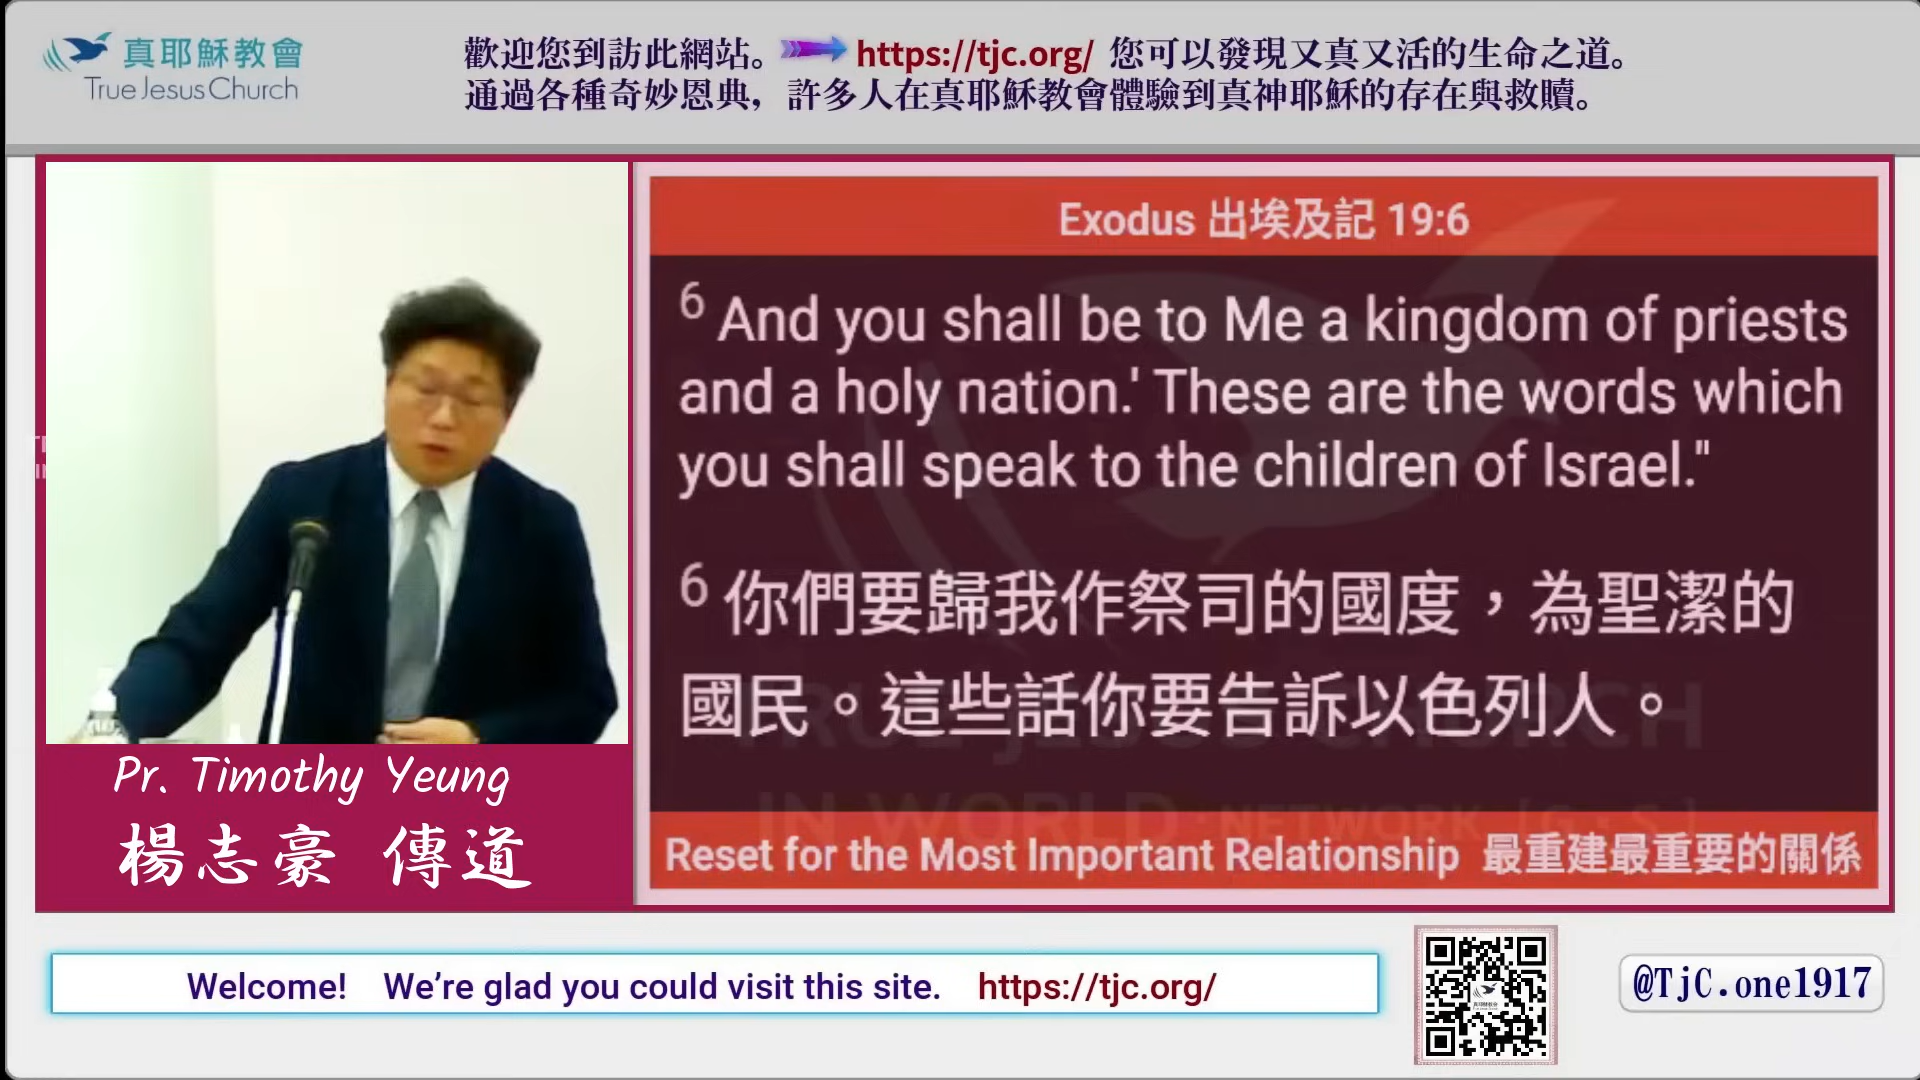 真耶穌教會
True Jesus Church
歡迎您到訪此網站。 https://tjc.org/ 您可以發現又真又活的生命之道。
通過各種奇妙恩典，許多人在真耶穌教會體驗到真神耶穌的存在與救贖。
Exodus 出埃及記 19:6
6 And you shall be to Me a kingdom of priests
and a holy nation.' These are the words which
you shall speak to the children of Israel."
6 你們要歸我作祭司的國度，為聖潔的
國民。這些話你要告訴以色列人。
TRUE JESUS CHURCH
IN WORLD · NETWORK [G·S]
Reset for the Most Important Relationship 最重建最重要的關係
Pr. Timothy Yeung
楊志豪 傳道
Welcome! We’re glad you could visit this site. https://tjc.org/
@TjC.one1917